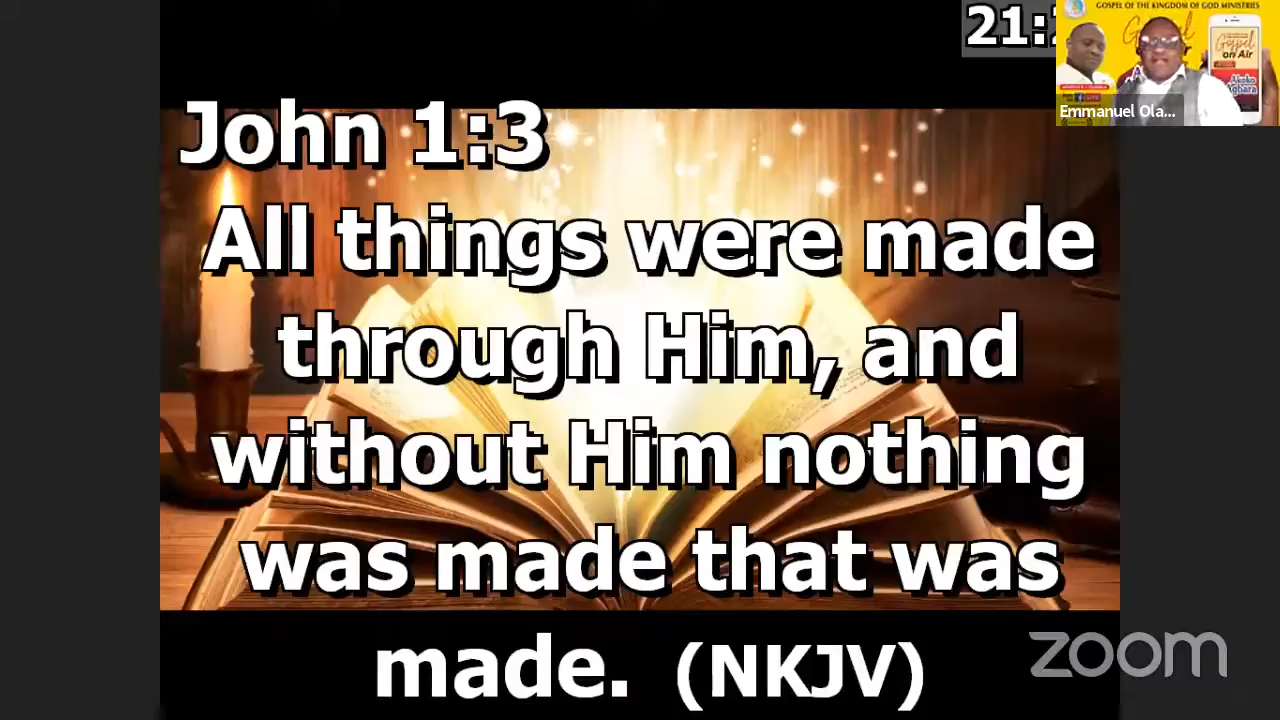 21:
GOSPEL OF THE KINGDOM OF GOD MINISTRIES
Gospel
on Air
Emmanuel Ola...
John 1:3
All things were made
through Him, and
without Him nothing
was made that was
made. (NKJV)
zoom